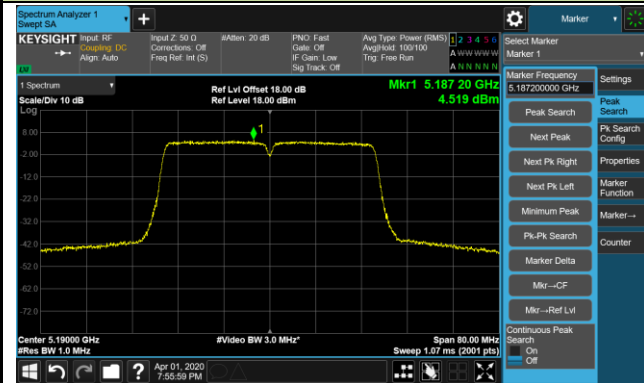 Spectrum Analyzer 1
Swept SA
+
Marker
KEYSIGHT
Input: RF
Coupling: DC
Align: Auto
Input Z: 50 Ω
Corrections: Off
Freq Ref: Int (S)
#Atten: 20 dB
PNO: Fast
Gate: Off
IF Gain: Low
Sig Track: Off
Avg Type: Power (RMS)
Avg|Hold: 100/100
Trig: Free Run
1 2 3 4 5 6
A W W W W W
A N N N N N
Select Marker
Marker 1
1 Spectrum
Scale/Div 10 dB
Log
Ref Lvl Offset 18.00 dB
Ref Level 18.00 dBm
Mkr1 5.187 20 GHz
4.519 dBm
8.00
-2.00
-12.0
-22.0
-32.0
-42.0
-52.0
-62.0
-72.0
1
Center 5.19000 GHz
#Res BW 1.0 MHz
#Video BW 3.0 MHz*
Span 80.00 MHz
Sweep 1.07 ms (2001 pts)
Marker Frequency
5.187200000 GHz
Peak Search
Next Peak
Next Pk Right
Next Pk Left
Minimum Peak
Pk-Pk Search
Marker Delta
Mkr→CF
Mkr→Ref Lvl
Continuous Peak
Search
On
Off
Settings
Peak
Search
Pk Search
Config
Properties
Marker
Function
Marker→
Counter
?
Apr 01, 2020
7:55:59 PM